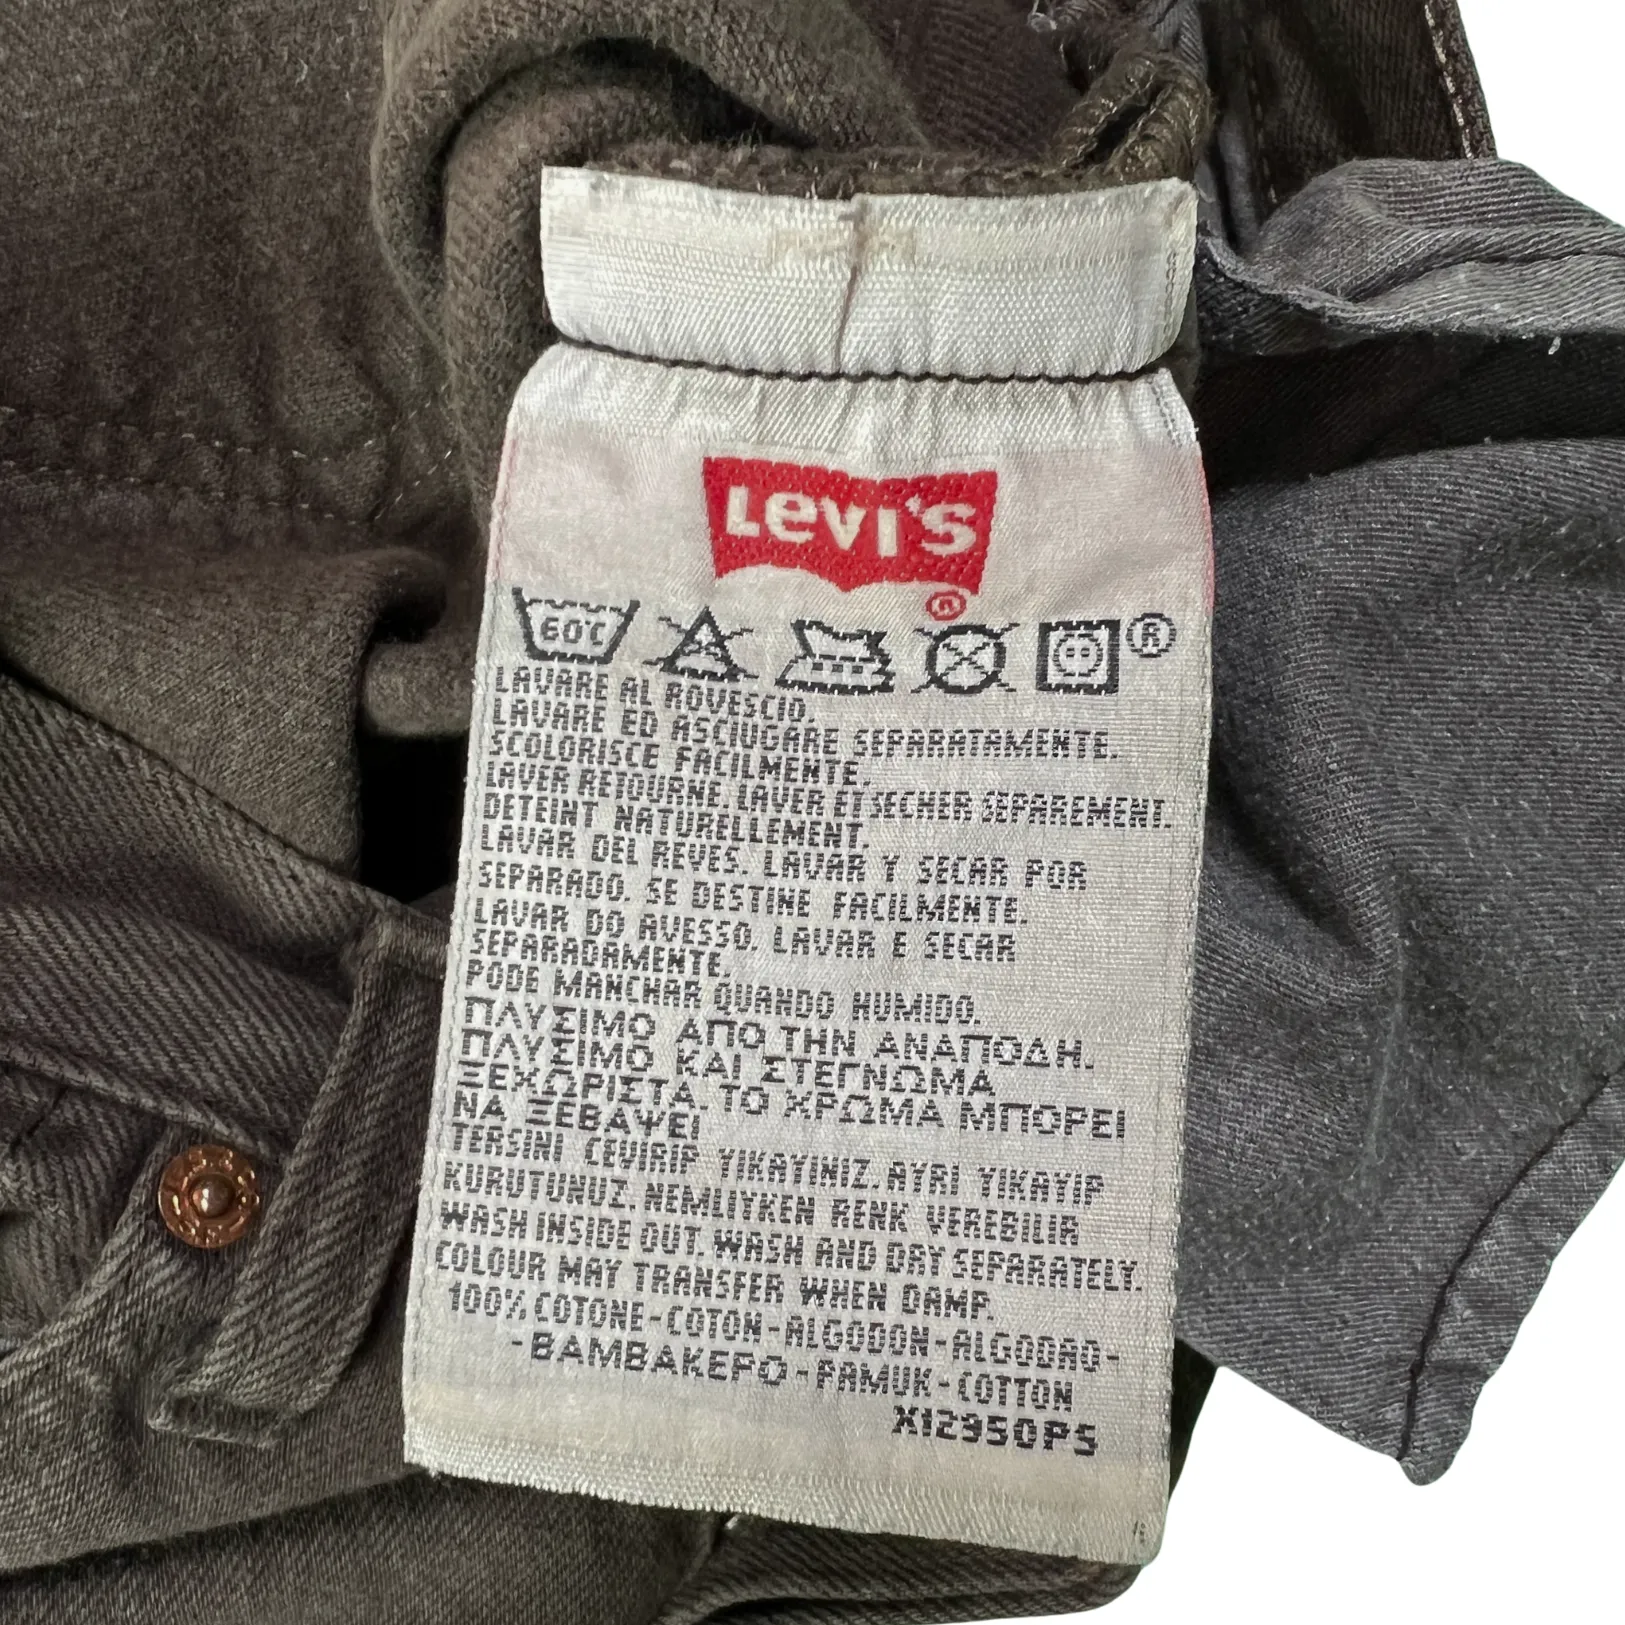 Levi's
®
60°C
®
LAVARE AL ROVESCIO.
LAVARE ED ASCIUGARE SEPARATAMENTE.
SCOLORISCE FACILMENTE.
LAVER RETOURNE. LAVER ET SECHER SEPAREMENT.
DETEINT NATURELLEMENT.
LAVAR DEL REVES. LAVAR Y SECAR POR
SEPARADO. SE DESTINE FACILMENTE.
LAVAR DO AVESSO. LAVAR E SECAR
SEPARADAMENTE.
PODE MANCHAR QUANDO HUMIDO.
ΠΛΥΣΙΜΟ ΑΠΟ ΤΗΝ ΑΝΑΠΟΔΗ.
ΠΛΥΣΙΜΟ ΚΑΙ ΣΤΕΓΝΩΜΑ
ΞΕΧΩΡΙΣΤΑ. ΤΟ ΧΡΩΜΑ ΜΠΟΡΕΙ
ΝΑ ΞΕΒΑΨΕΙ
TERSINI CEVIRIP YIKAYINIZ. AYRI YIKAYIP
KURUTUNUZ. NEMLIYKEN RENK VEREBILIR
WASH INSIDE OUT. WASH AND DRY SEPARATELY.
COLOUR MAY TRANSFER WHEN DAMP.
100% COTONE-COTON-ALGODON-ALGODAO-
-ΒΑΜΒΑΚΕΡΟ-PAMUK-COTTON
X12950PS